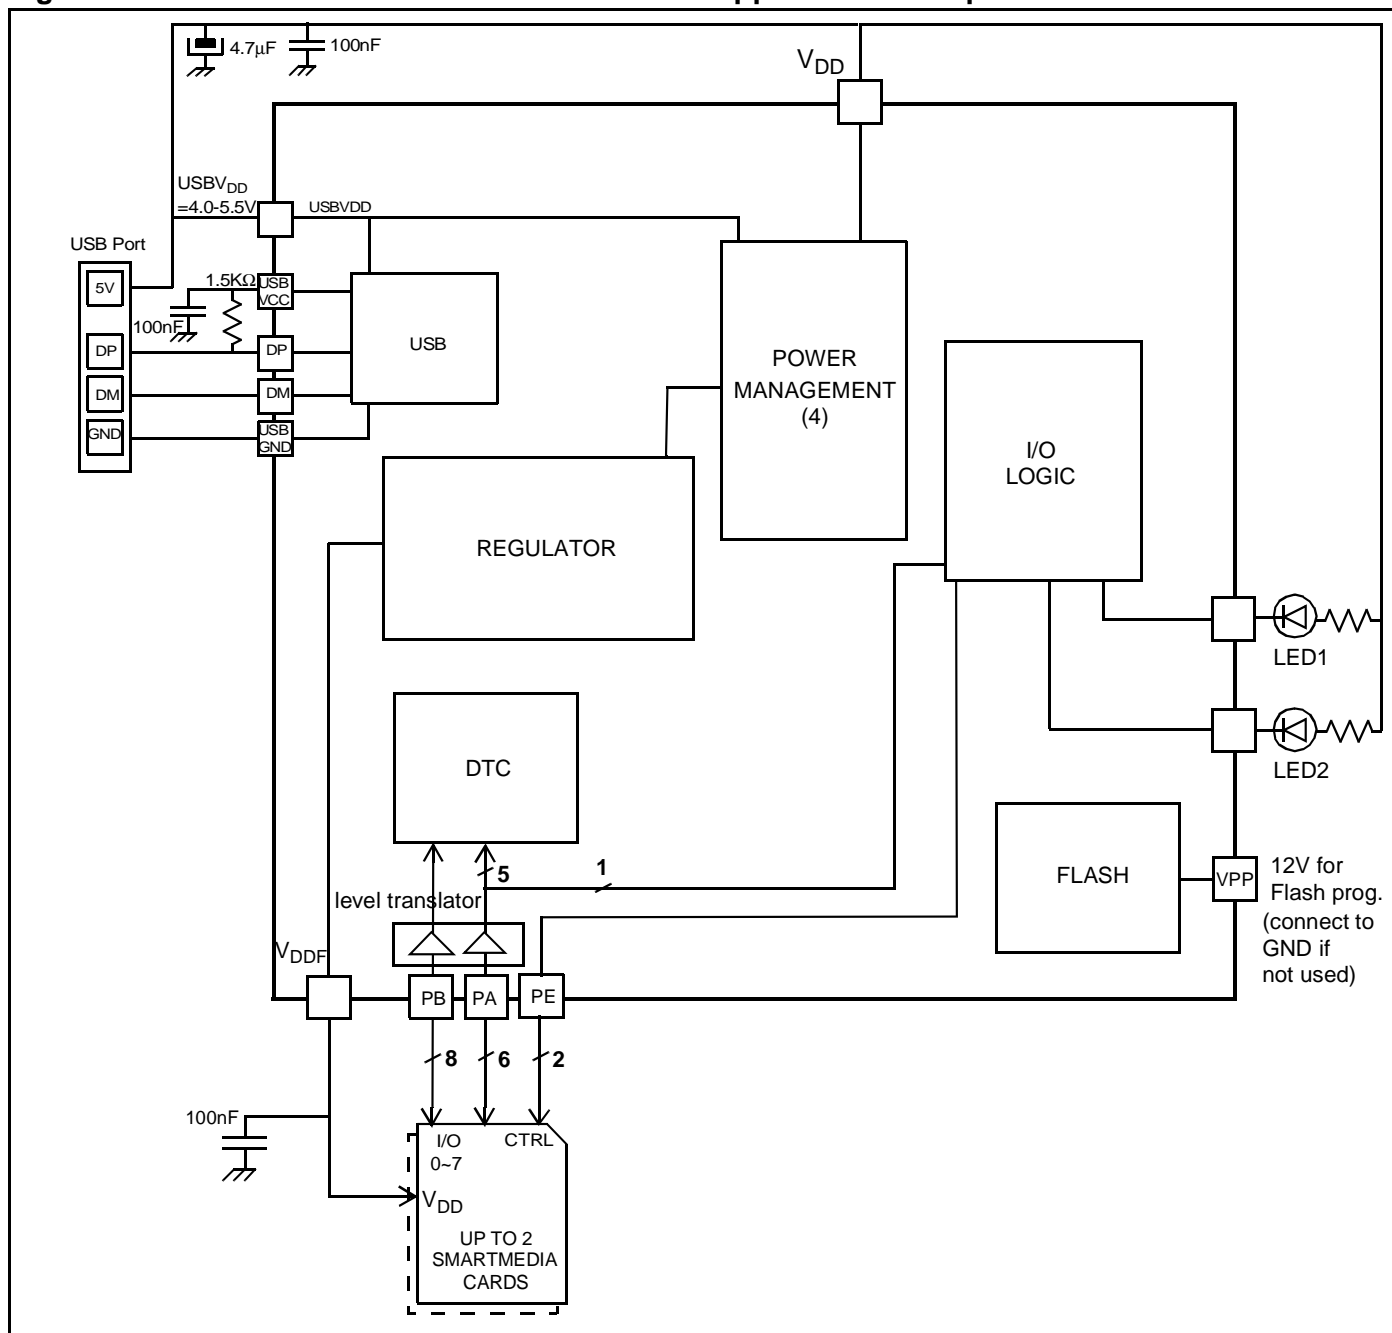 4.7µF
100nF
VDD
USBVDD
=4.0-5.5V
USBVDD
USB Port
5V
1.5KΩ
USB
VCC
100nF
DP
DP
USB
DM
DM
GND
USB
GND
POWER
MANAGEMENT
(4)
I/O
LOGIC
REGULATOR
LED1
DTC
LED2
5
1
level translator
FLASH
VPP
12V for
Flash prog.
(connect to
GND if
not used)
VDDF
PB
PA
PE
8
6
2
100nF
I/O
0~7
CTRL
VDD
UP TO 2
SMARTMEDIA
CARDS